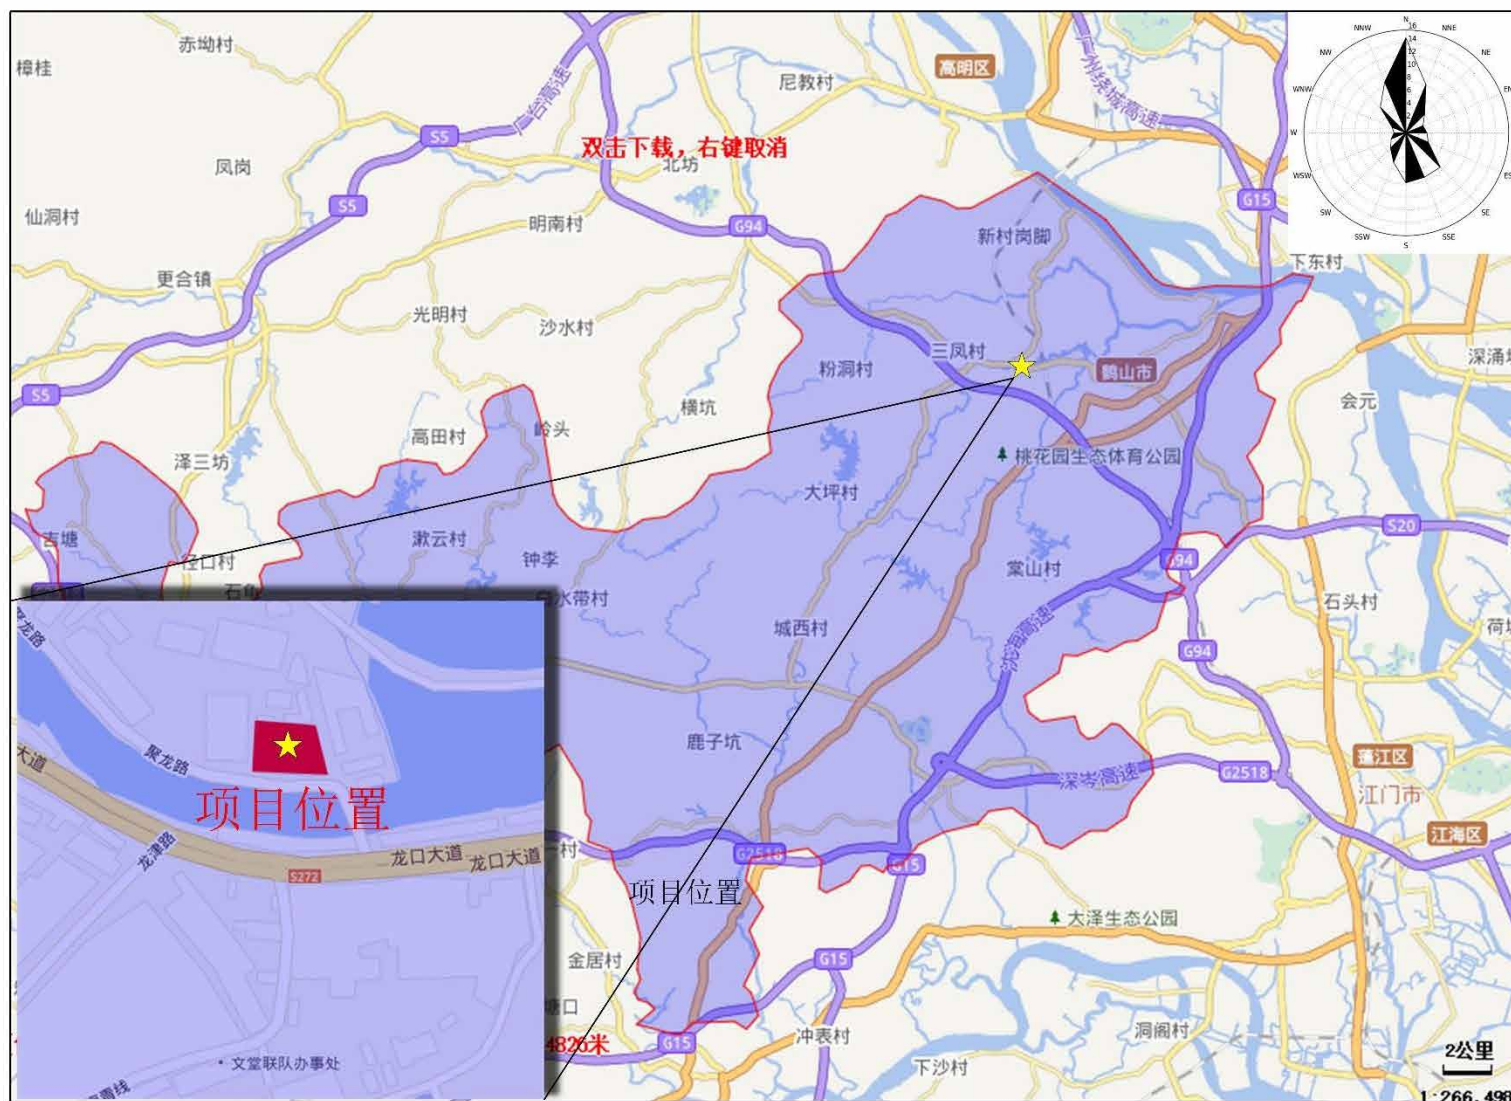 赤坳村
樟桂
尼教村
高明区
广台高速
广州绕城高速
S5
双击下载，右键取消
北坊
凤岗
S5
G94
G15
仙洞村
明南村
新村岗脚
下东村
更合镇
光明村
沙水村
三凤村
粉洞村
鹤山市
深涌
S5
横坑
会元
高田村
岭头
泽三坊
桃花园生态体育公园
大坪村
S20
吉塘
漱云村
径口村
钟李
G94
棠山村
石头村
水带村
城西村
沈海高速
G94
鹿子坑
深岑高速
G2518
蓬江区
江门市
江海区
聚龙路
聚龙路
大道
项目位置
龙津路
龙口大道
龙口大道
S272
文堂联队办事处
村
G2518
G15
项目位置
大泽生态公园
金居村
G15
塘口
冲表村
4826米
G15
下沙村
洞阁村
2公里
1:266,49
N
NNE
NE
ES
SE
SSE
S
SSW
SW
WSW
W
WNW
NW
NNW
16
14
12
10
8
6
4
2